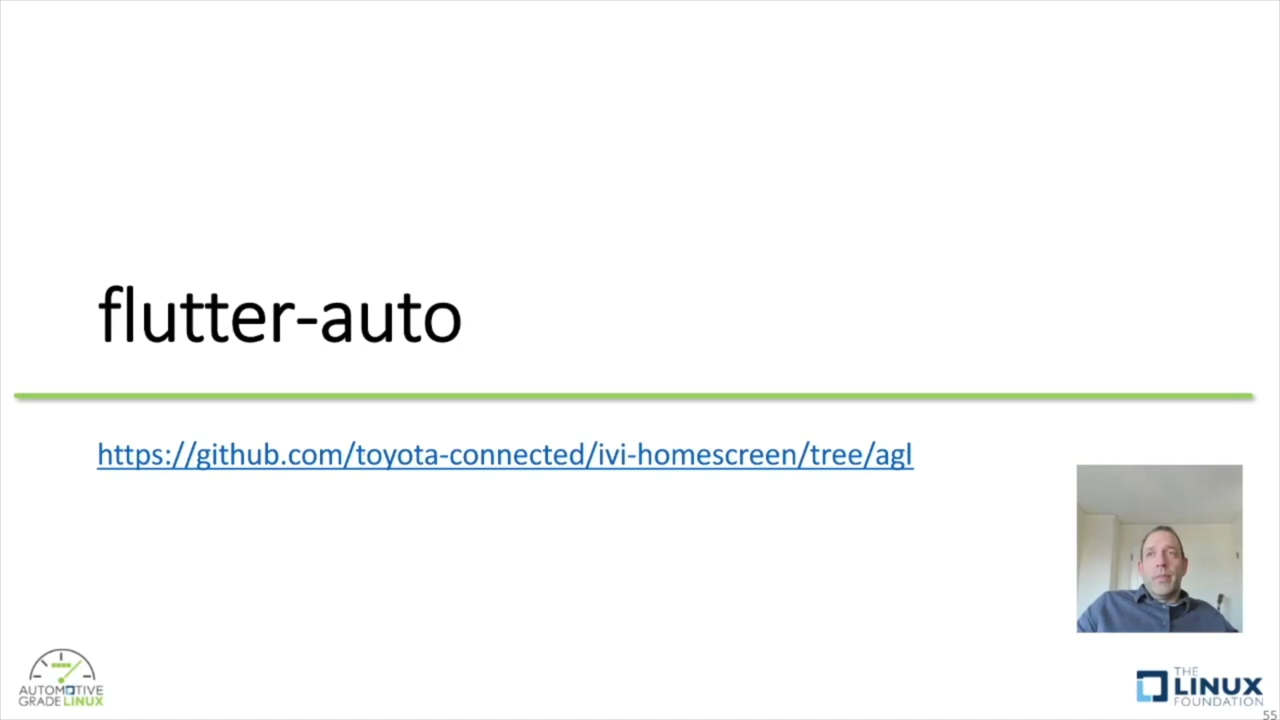 flutter-auto
https://github.com/toyota-connected/ivi-homescreen/tree/agl
AUTOMOTIVE
GRADE LINUX
THE
LINUX
FOUNDATION
55